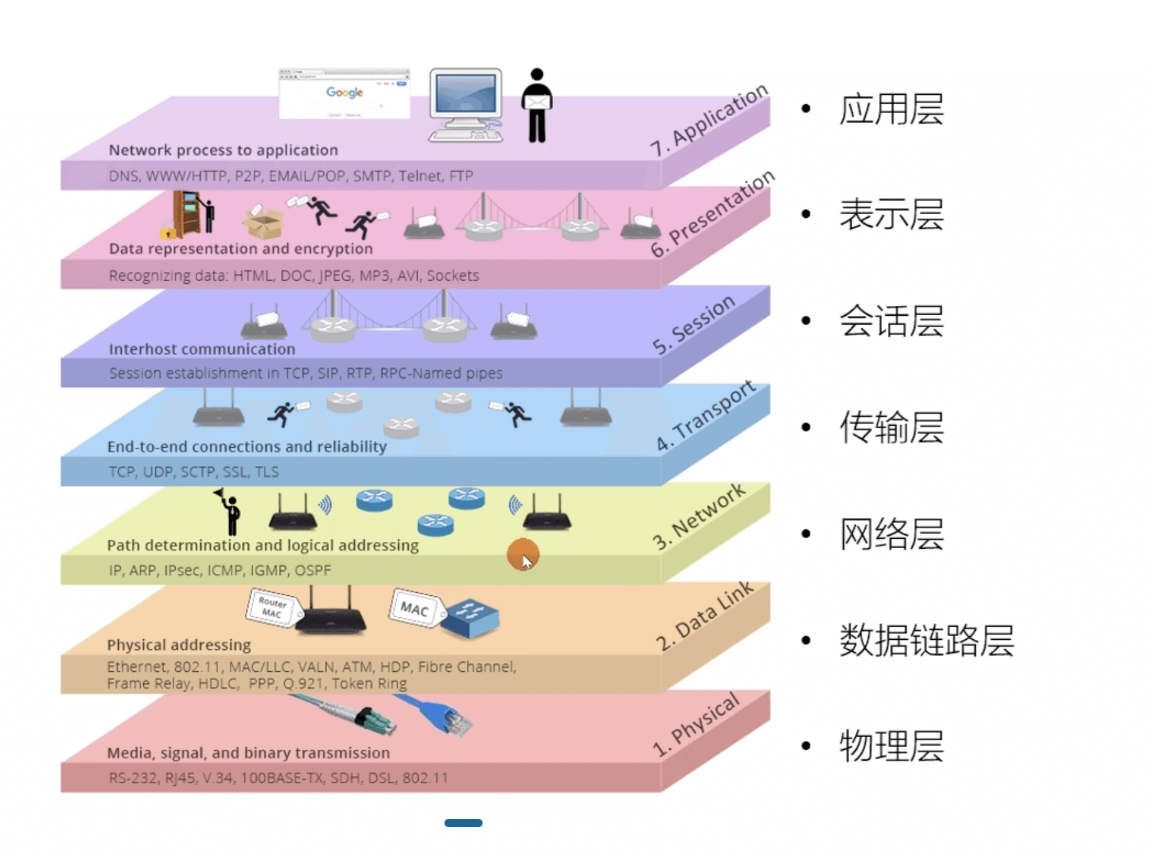 Google
7. Application
Network process to application
DNS, WWW/HTTP, P2P, EMAIL/POP, SMTP, Telnet, FTP
• 应用层
6. Presentation
Data representation and encryption
Recognizing data: HTML, DOC, JPEG, MP3, AVI, Sockets
• 表示层
5. Session
Interhost communication
Session establishment in TCP, SIP, RTP, RPC-Named pipes
• 会话层
4. Transport
End-to-end connections and reliability
TCP, UDP, SCTP, SSL, TLS
• 传输层
3. Network
Path determination and logical addressing
IP, ARP, IPsec, ICMP, IGMP, OSPF
• 网络层
Router
MAC
MAC
2. Data Link
Physical addressing
Ethernet, 802.11, MAC/LLC, VALN, ATM, HDP, Fibre Channel,
Frame Relay, HDLC, PPP, Q.921, Token Ring
• 数据链路层
1. Physical
Media, signal, and binary transmission
RS-232, RJ45, V.34, 100BASE-TX, SDH, DSL, 802.11
• 物理层